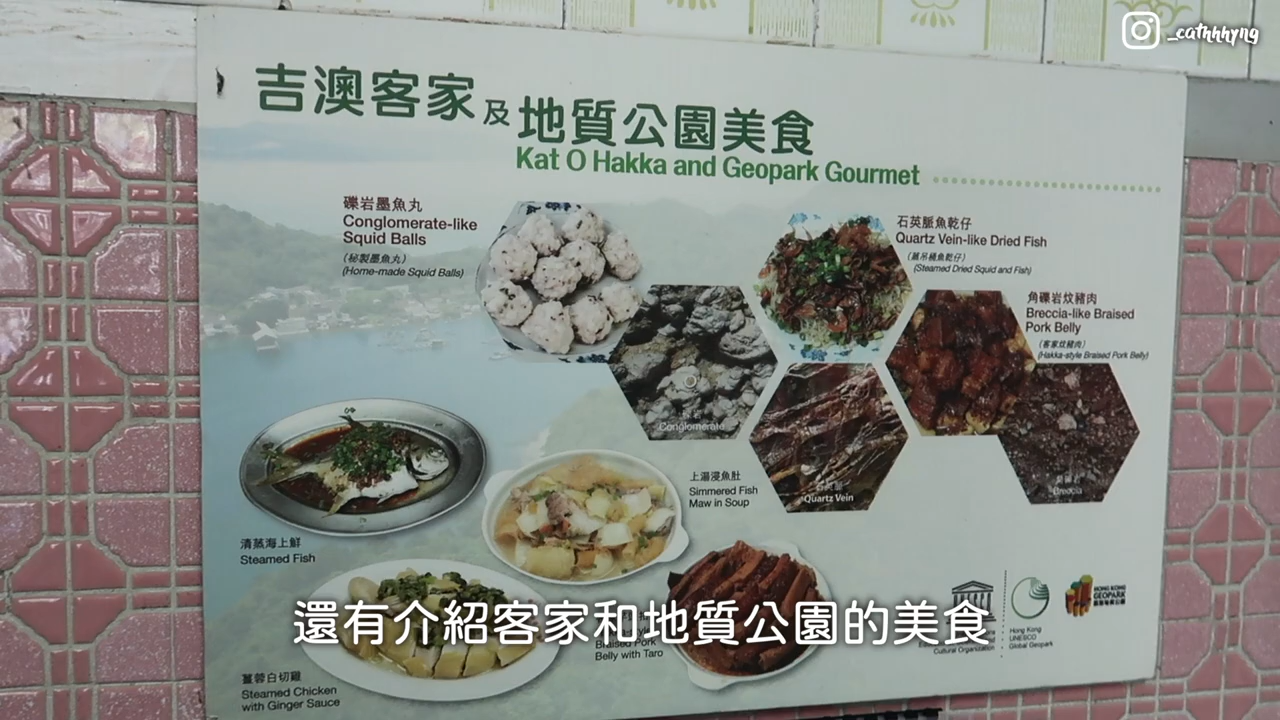 _cathhhyng
吉澳客家及地質公園美食
Kat O Hakka and Geopark Gourmet
礫岩墨魚丸
Conglomerate-like
Squid Balls
(秘製墨魚丸)
(Home-made Squid Balls)
石英脈魚乾仔
Quartz Vein-like Dried Fish
(蒸吊桶魚乾仔)
(Steamed Dried Squid and Fish)
角礫岩炆豬肉
Breccia-like Braised
Pork Belly
(客家炆豬肉)
(Hakka-style Braised Pork Belly)
Conglomerate
Quartz Vein
Breccia
上湯浸魚肚
Simmered Fish
Maw in Soup
清蒸海上鮮
Steamed Fish
Braised Pork
Belly with Taro
薑蓉白切雞
Steamed Chicken
with Ginger Sauce
Cultural Organization
Hong Kong
UNESCO
Global Geopark
HONG KONG
GEOPARK
還有介紹客家和地質公園的美食